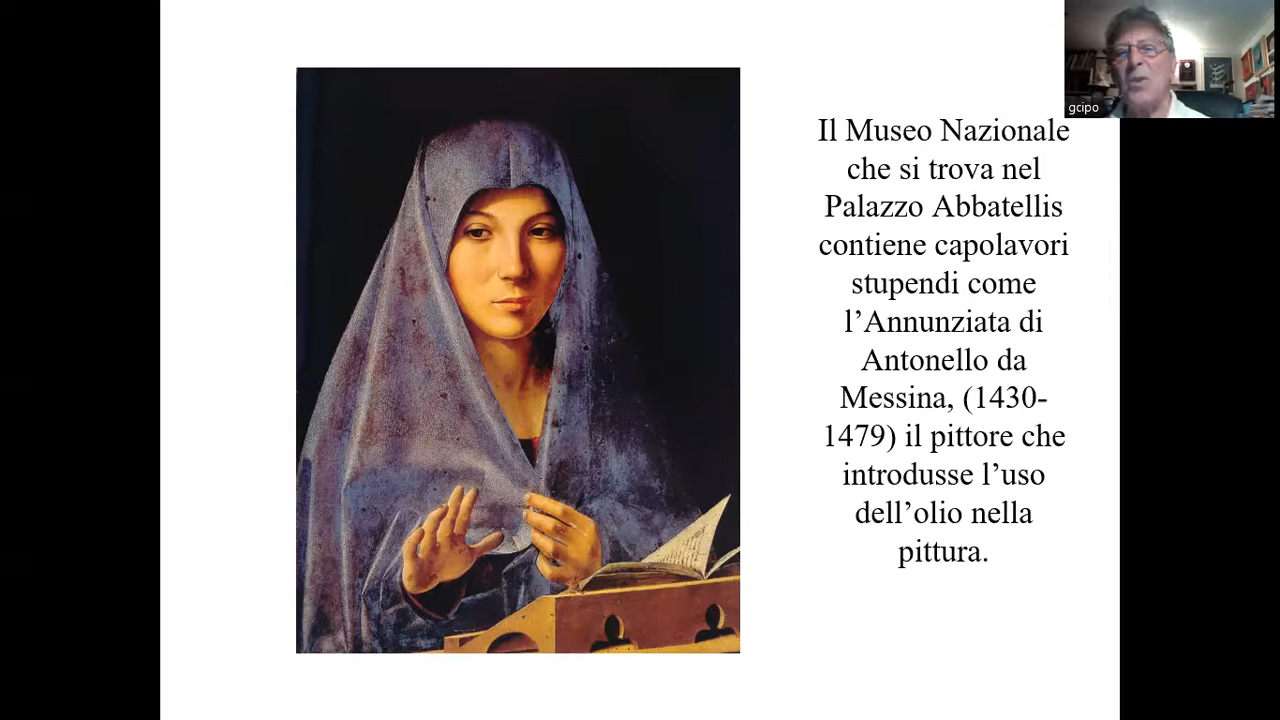 gcipo
Il Museo Nazionale
che si trova nel
Palazzo Abbatellis
contiene capolavori
stupendi come
l’Annunziata di
Antonello da
Messina, (1430-
1479) il pittore che
introdusse l’uso
dell’olio nella
pittura.